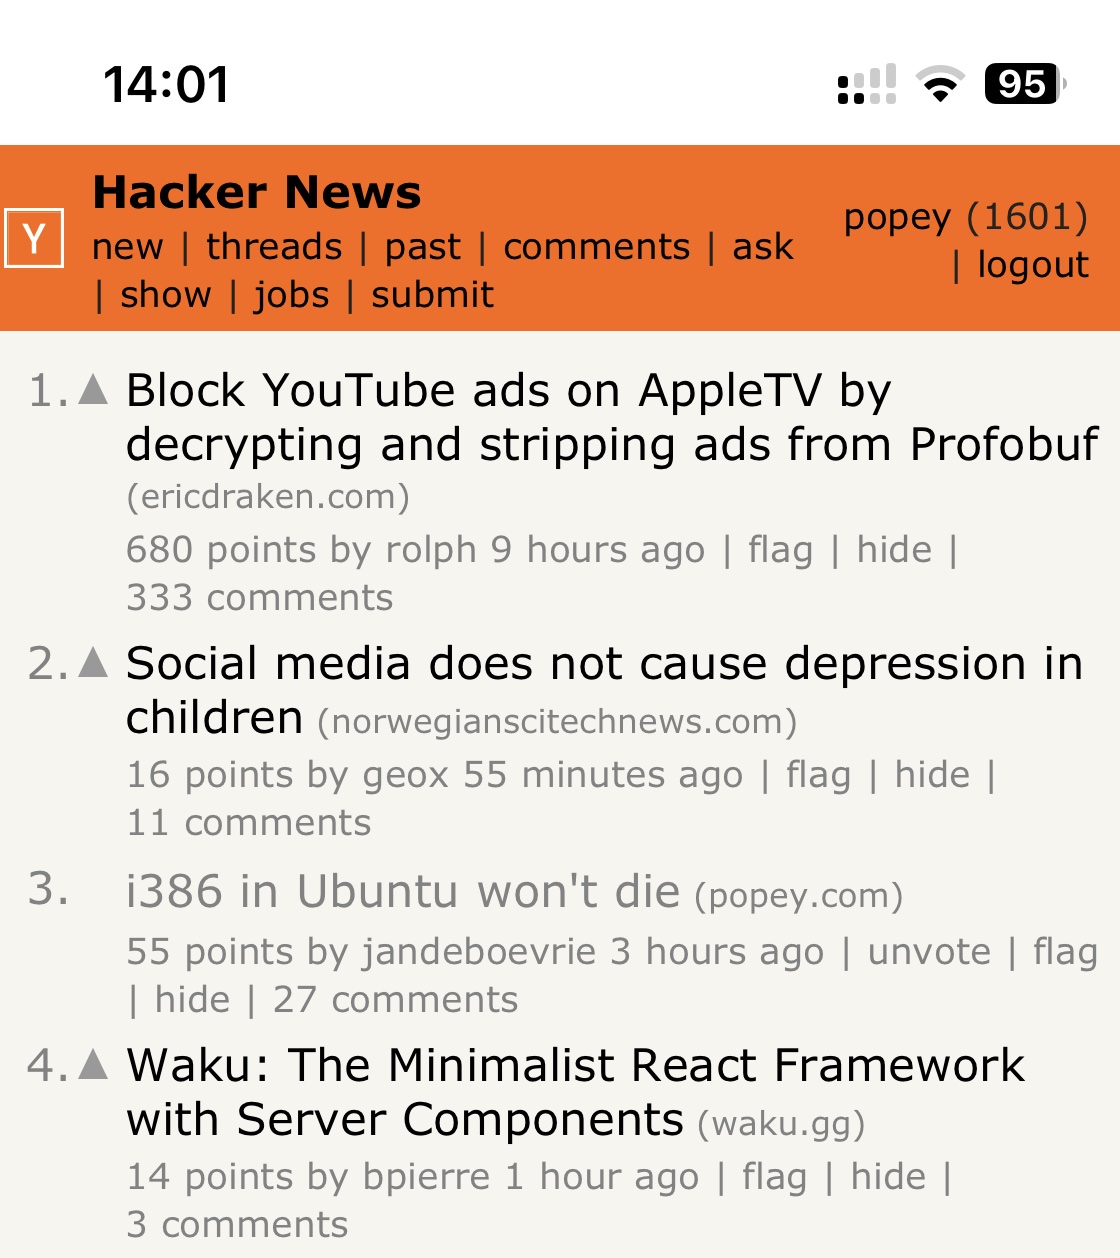 14:01
95
Y
Hacker News
new | threads | past | comments | ask
| show | jobs | submit
popey (1601)
| logout
1. Block YouTube ads on AppleTV by
decrypting and stripping ads from Profobuf
(ericdraken.com)
680 points by rolph 9 hours ago | flag | hide |
333 comments
2. Social media does not cause depression in
children (norwegianscitechnews.com)
16 points by geox 55 minutes ago | flag | hide |
11 comments
3. i386 in Ubuntu won't die (popey.com)
55 points by jandeboevrie 3 hours ago | unvote | flag
| hide | 27 comments
4. Waku: The Minimalist React Framework
with Server Components (waku.gg)
14 points by bpierre 1 hour ago | flag | hide |
3 comments